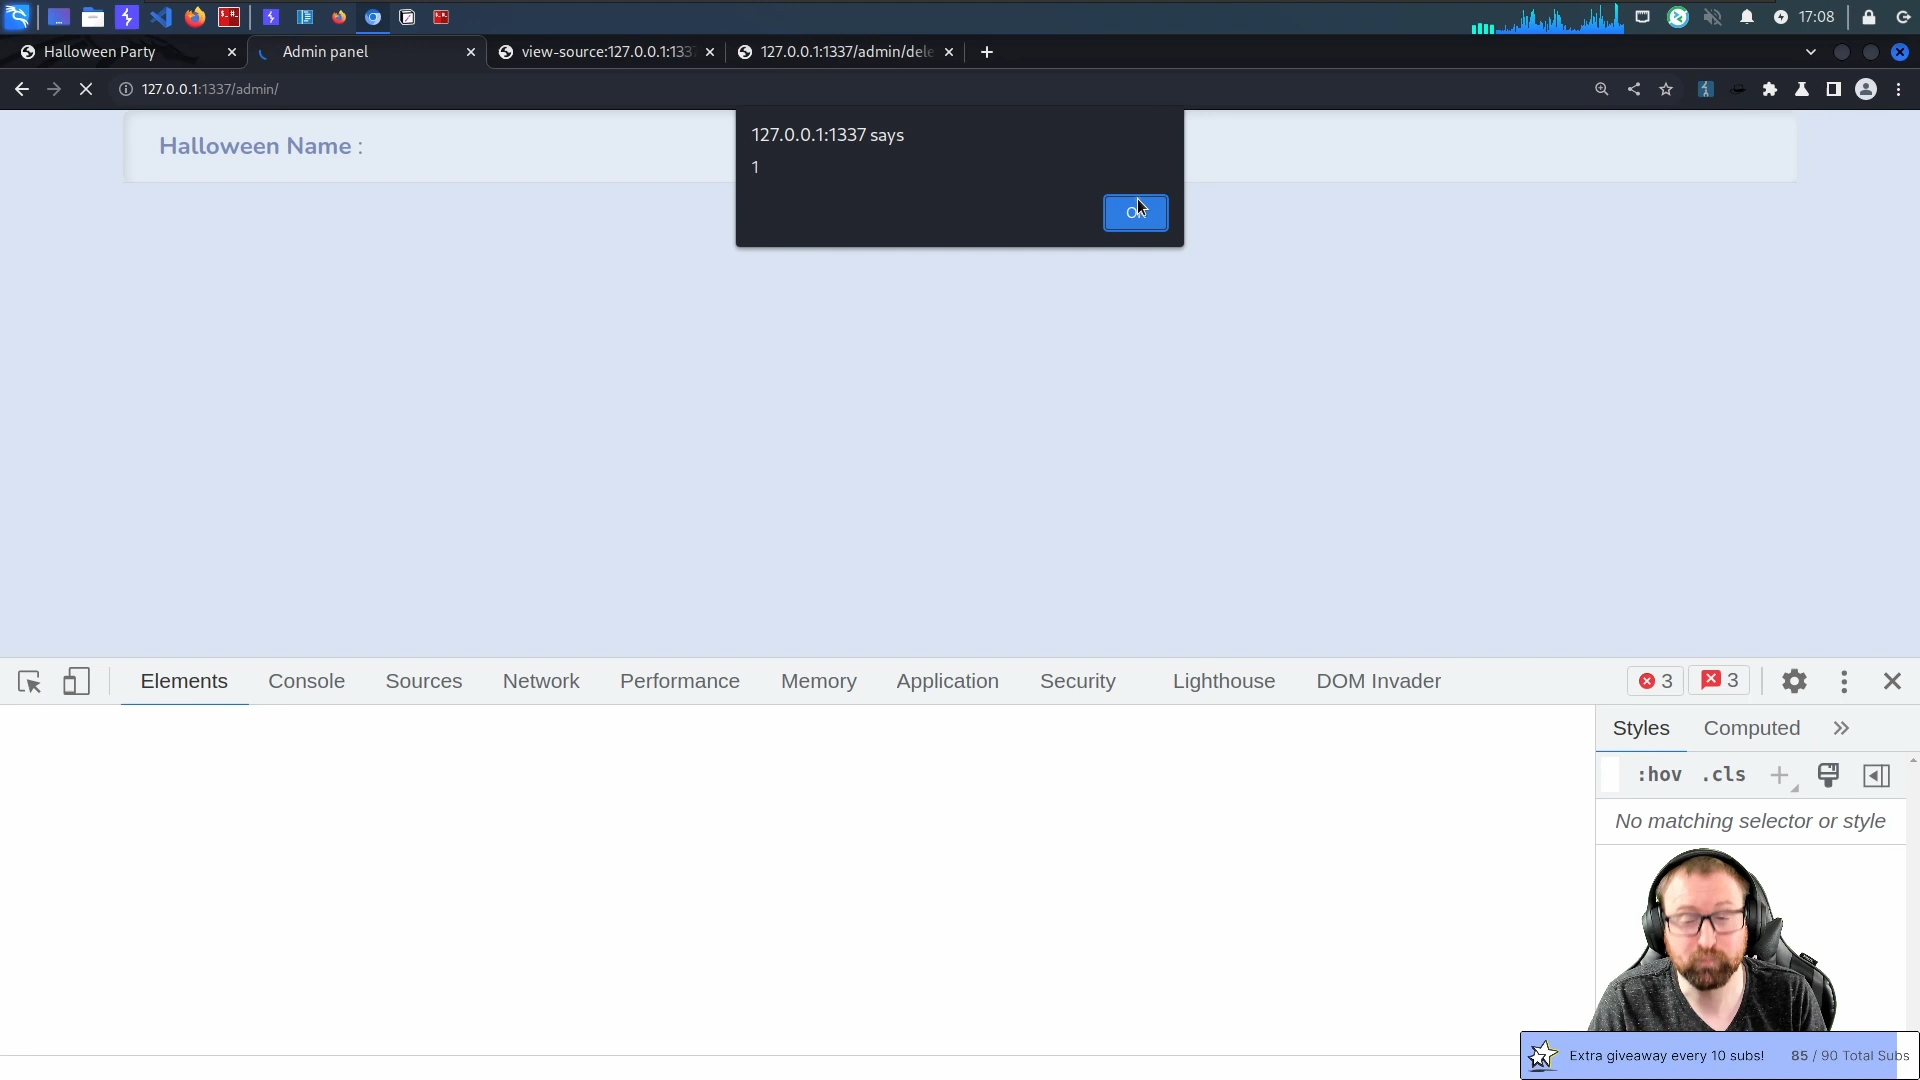 17:08
Halloween Party
Admin panel
view-source:127.0.0.1:133
127.0.0.1:1337/admin/dele
127.0.0.1:1337/admin/
127.0.0.1:1337 says
1
Halloween Name :
Elements
Console
Sources
Network
Performance
Memory
Application
Security
Lighthouse
DOM Invader
3
3
Styles
Computed
:hov
.cls
No matching selector or style
Extra giveaway every 10 subs!
85 / 90 Total Subs